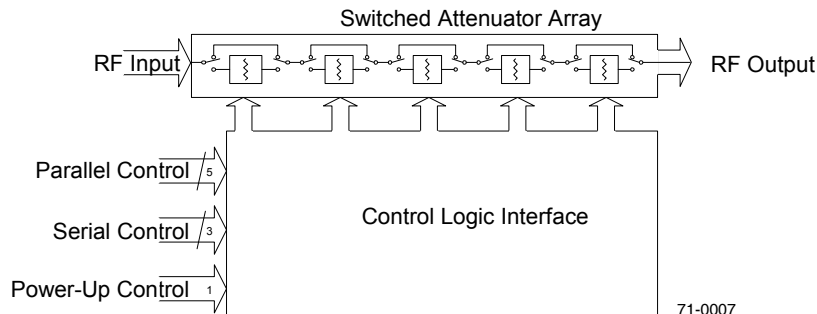 Switched Attenuator Array
RF Input
RF Output
Parallel Control 5
Control Logic Interface
Serial Control 3
Power-Up Control 1
71-0007